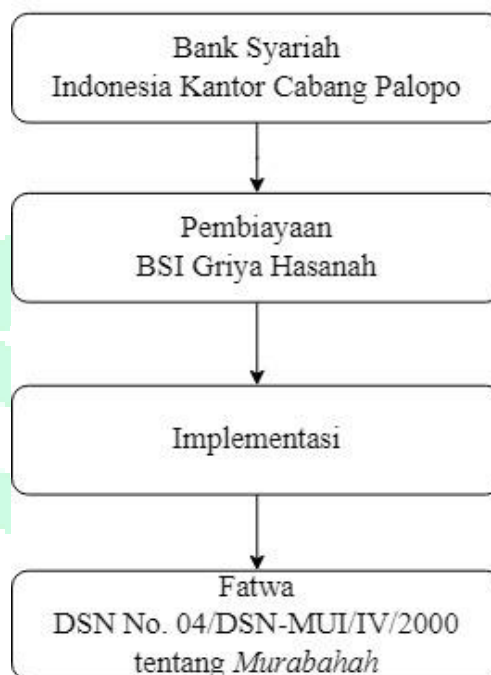 Bank Syariah
Indonesia Kantor Cabang Palopo
Pembiayaan
BSI Griya Hasanah
Implementasi
Fatwa
DSN No. 04/DSN-MUI/IV/2000
tentang Murabahah